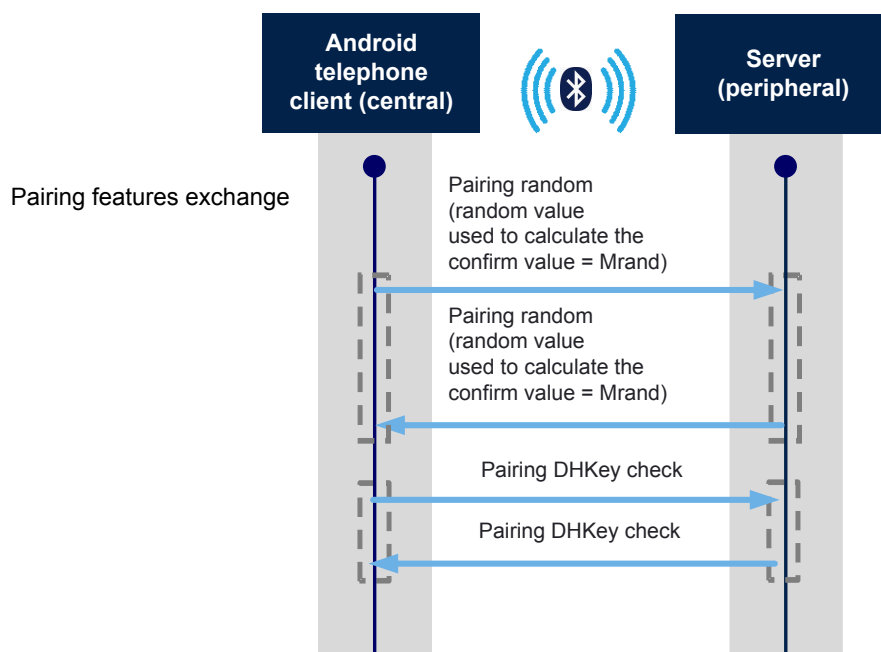 Android
telephone
client (central)
Server
(peripheral)
Pairing features exchange
Pairing random
(random value
used to calculate the
confirm value = Mrand)
Pairing random
(random value
used to calculate the
confirm value = Mrand)
Pairing DHKey check
Pairing DHKey check